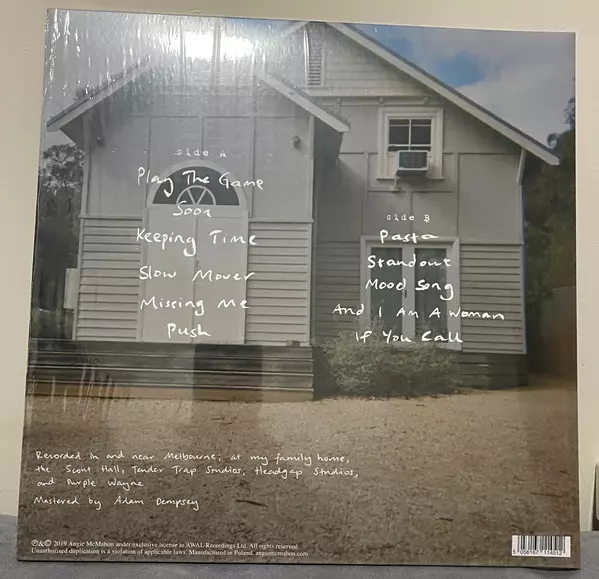 side A
Play The Game
Soon
Keeping Time
Slow Mover
Missing Me
Push
side B
Pasta
Standout
Mood Song
And I Am A Woman
If You Call
Recorded in and near Melbourne; at my family home,
the Scout Hall, Tender Trap Studios, Headgap Studios,
and Purple Wayne
Mastered by Adam Dempsey
℗&© 2019 Angie McMahon under exclusive license to AWAL Recordings Ltd. All rights reserved.
Unauthorised duplication is a violation of applicable laws. Manufactured in Poland. angiemcmahon.com